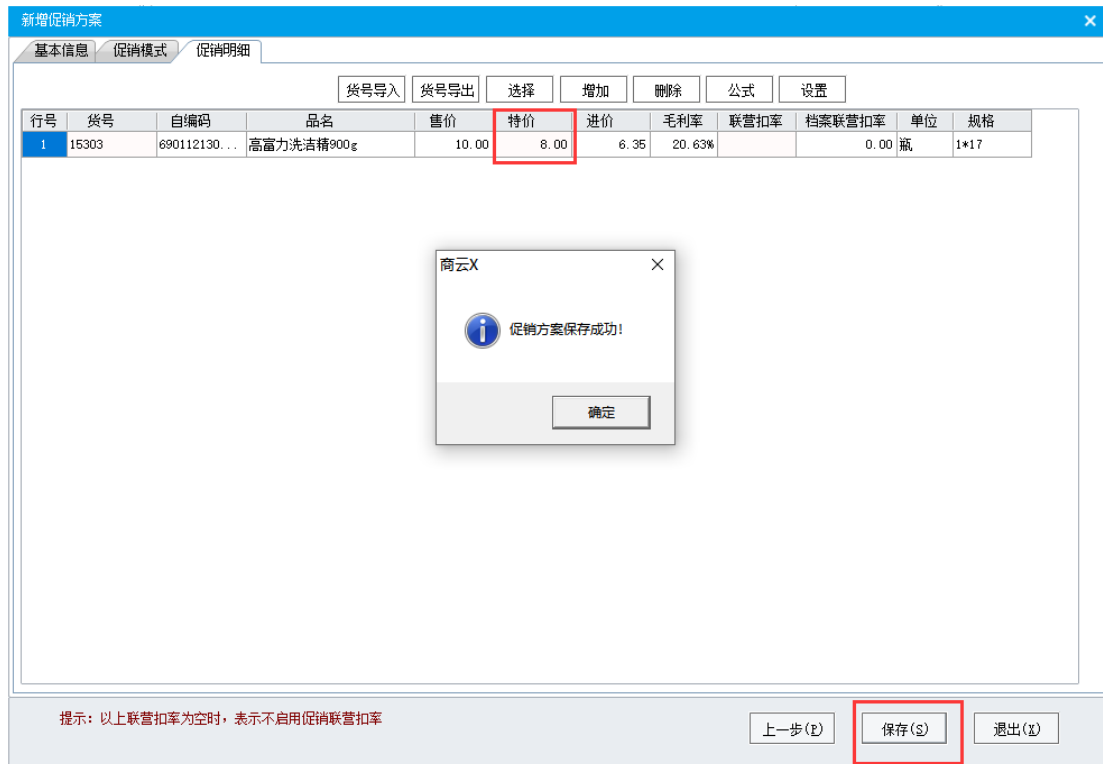 新增促销方案
基本信息 促销模式 促销明细
货号导入 货号导出 选择 增加 删除 公式 设置
行号 货号 自编码 品名 售价 特价 进价 毛利率 联营扣率 档案联营扣率 单位 规格
1 15303 690112130... 高富力洗洁精900g 10.00 8.00 6.35 20.63% 0.00 瓶 1*17
商云X
促销方案保存成功!
确定
提示: 以上联营扣率为空时,表示不启用促销联营扣率
上一步(P) 保存(S) 退出(X)